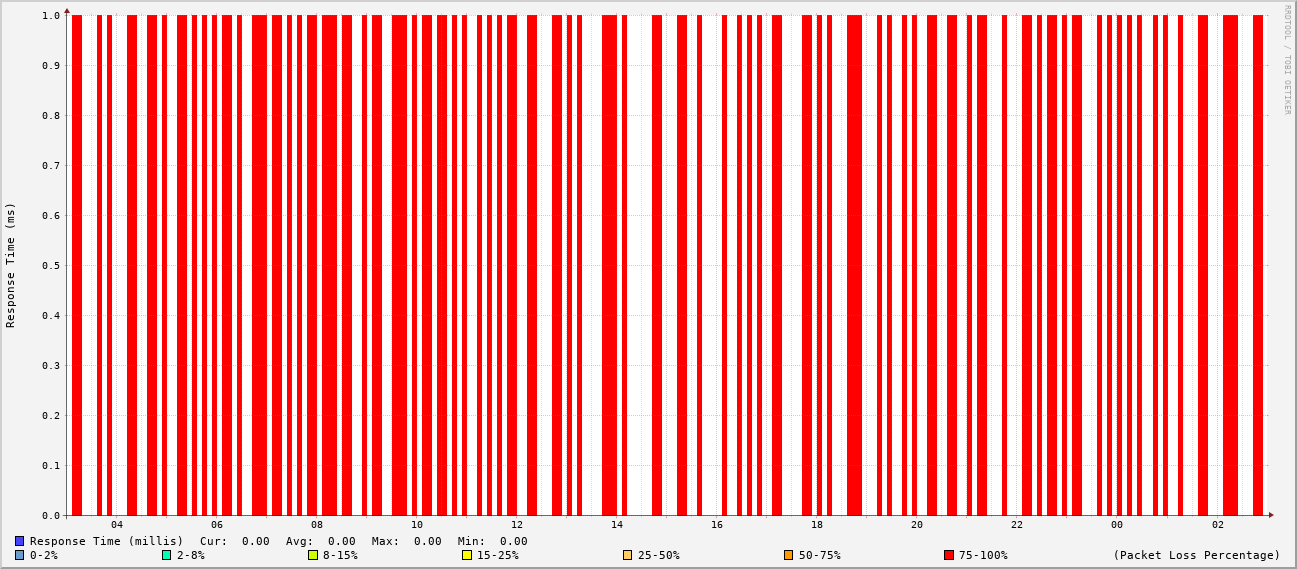 RRDTOOL / TOBI OETIKER
Response Time (ms)
1.0
0.9
0.8
0.7
0.6
0.5
0.4
0.3
0.2
0.1
0.0
04 06 08 10 12 14 16 18 20 22 00 02
Response Time (millis) Cur: 0.00 Avg: 0.00 Max: 0.00 Min: 0.00
0-2% 2-8% 8-15% 15-25% 25-50% 50-75% 75-100% (Packet Loss Percentage)